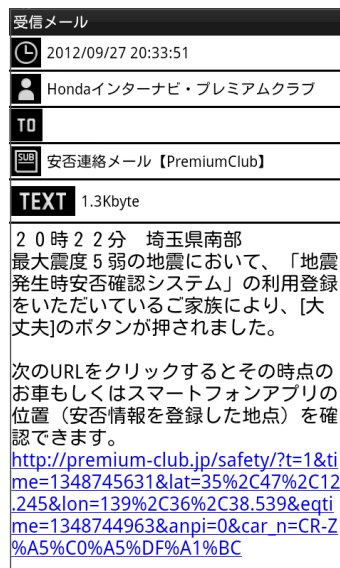 受信メール
2012/09/27 20:33:51
Hondaインターナビ・プレミアムクラブ
TO
SUB 安否連絡メール【PremiumClub】
TEXT 1.3Kbyte
２０時２２分　埼玉県南部
最大震度５弱の地震において、「地震
発生時安否確認システム」の利用登録
をいただいているご家族により、[大
丈夫]のボタンが押されました。
次のURLをクリックするとその時点の
お車もしくはスマートフォンアプリの
位置（安否情報を登録した地点）を確
認できます。
http://premium-club.jp/safety/?t=1&ti
me=1348745631&lat=35%2C47%2C12
.245&lon=139%2C36%2C38.539&eqti
me=1348744963&anpi=0&car_n=CR-Z
%A5%C0%A5%DF%A1%BC